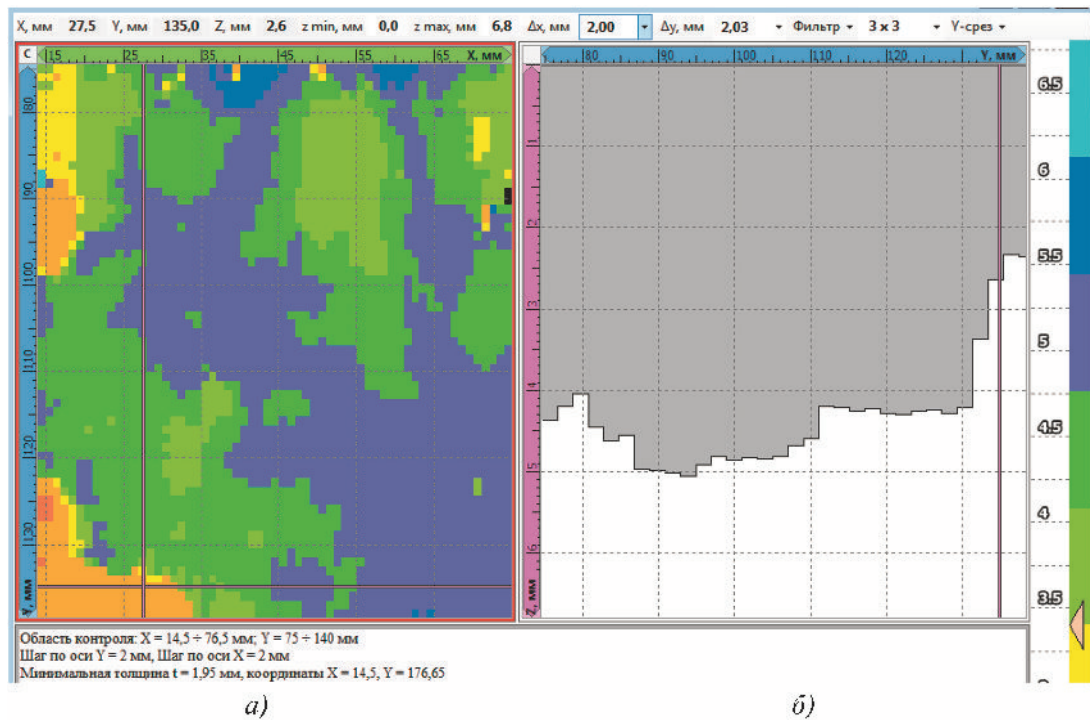 X, мм 27,5 Y, мм 135,0 Z, мм 2,6 z min, мм 0,0 z max, мм 6,8 Δx, мм 2,00 Δy, мм 2,03 Фильтр 3 x 3 Y-срез
C 15 25 35 45 55 65 X, мм
80 90 100 110 120 130 Y, мм
80 90 100 110 120 130 Y, мм
1 2 3 4 5 6 Z, мм
6.5
6
5.5
5
4.5
4
3.5
Область контроля: X = 14,5 ÷ 76,5 мм; Y = 75 ÷ 140 мм
Шаг по оси Y = 2 мм, Шаг по оси X = 2 мм
Минимальная толщина t = 1,95 мм, координаты X = 14,5, Y = 176,65
а) б)